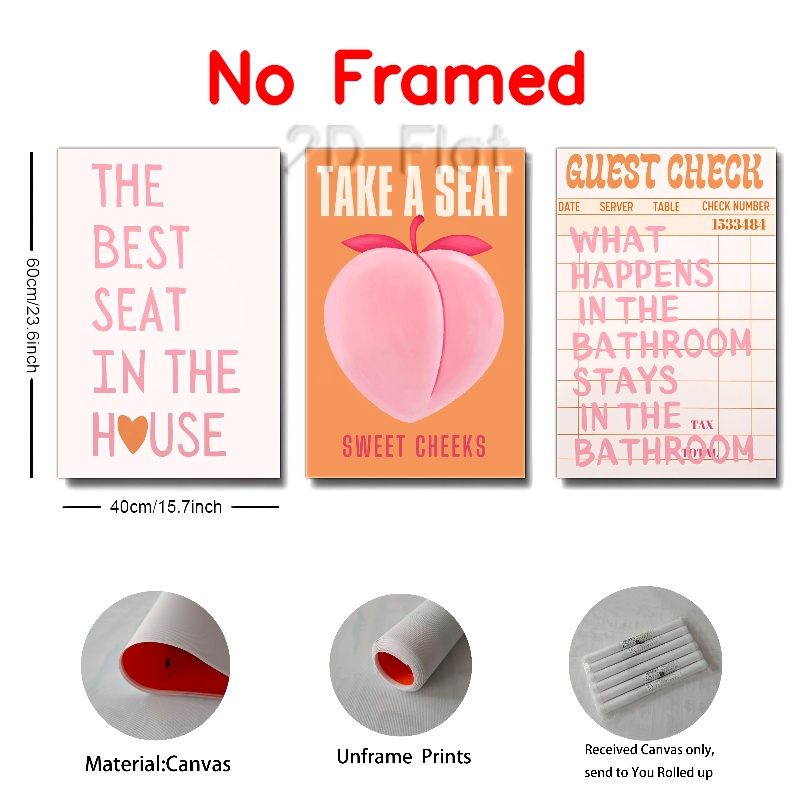 No Framed
2D Flat
THE
BEST
SEAT
IN THE
HOUSE
TAKE A SEAT
SWEET CHEEKS
GUEST CHECK
DATE SERVER TABLE CHECK NUMBER
1533484
WHAT
HAPPENS
IN THE
BATHROOM
STAYS
IN THE
TAX
BATHROOM
TOTAL
60cm/23.6inch
40cm/15.7inch
Material:Canvas
Unframe Prints
Received Canvas only,
send to You Rolled up